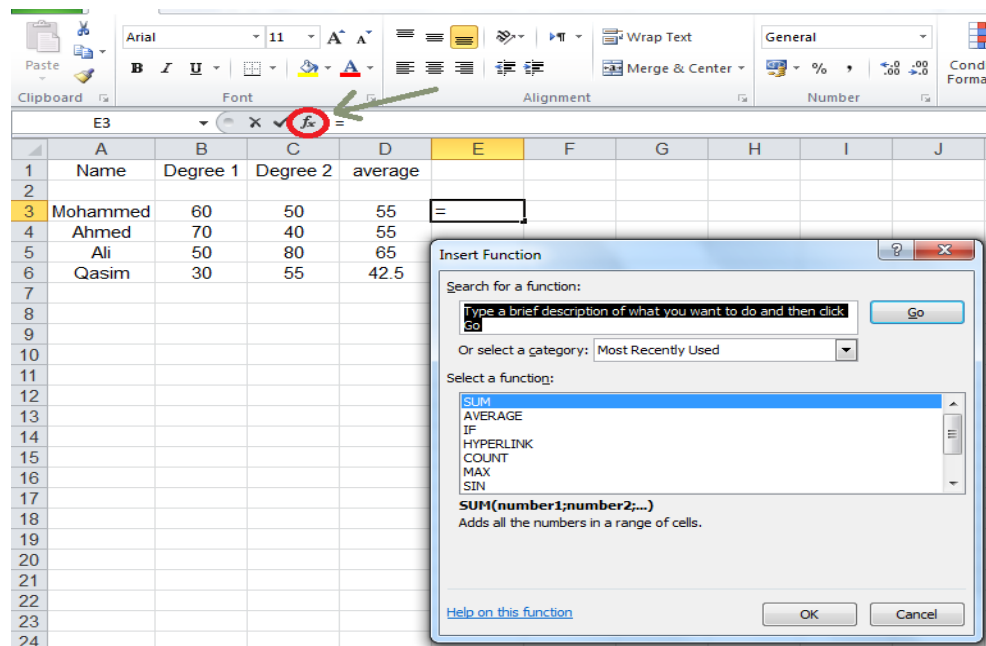 Arial 11 A A Wrap Text General
Paste B I U A Merge & Center % , .00 .00 Cond
.0 .0 Forma
Clipboard Font Alignment Number
E3 fx =
A B C D E F G H I J
1 Name Degree 1 Degree 2 average
2
3 Mohammed 60 50 55 =
4 Ahmed 70 40 55
5 Ali 50 80 65
6 Qasim 30 55 42.5
7
8
9
10
11
12
13
14
15
16
17
18
19
20
21
22
23
24
Insert Function ?
Search for a function:
Type a brief description of what you want to do and then click
Go
Go
Or select a category: Most Recently Used
Select a function:
SUM
AVERAGE
IF
HYPERLINK
COUNT
MAX
SIN
SUM(number1;number2;...)
Adds all the numbers in a range of cells.
Help on this function OK Cancel